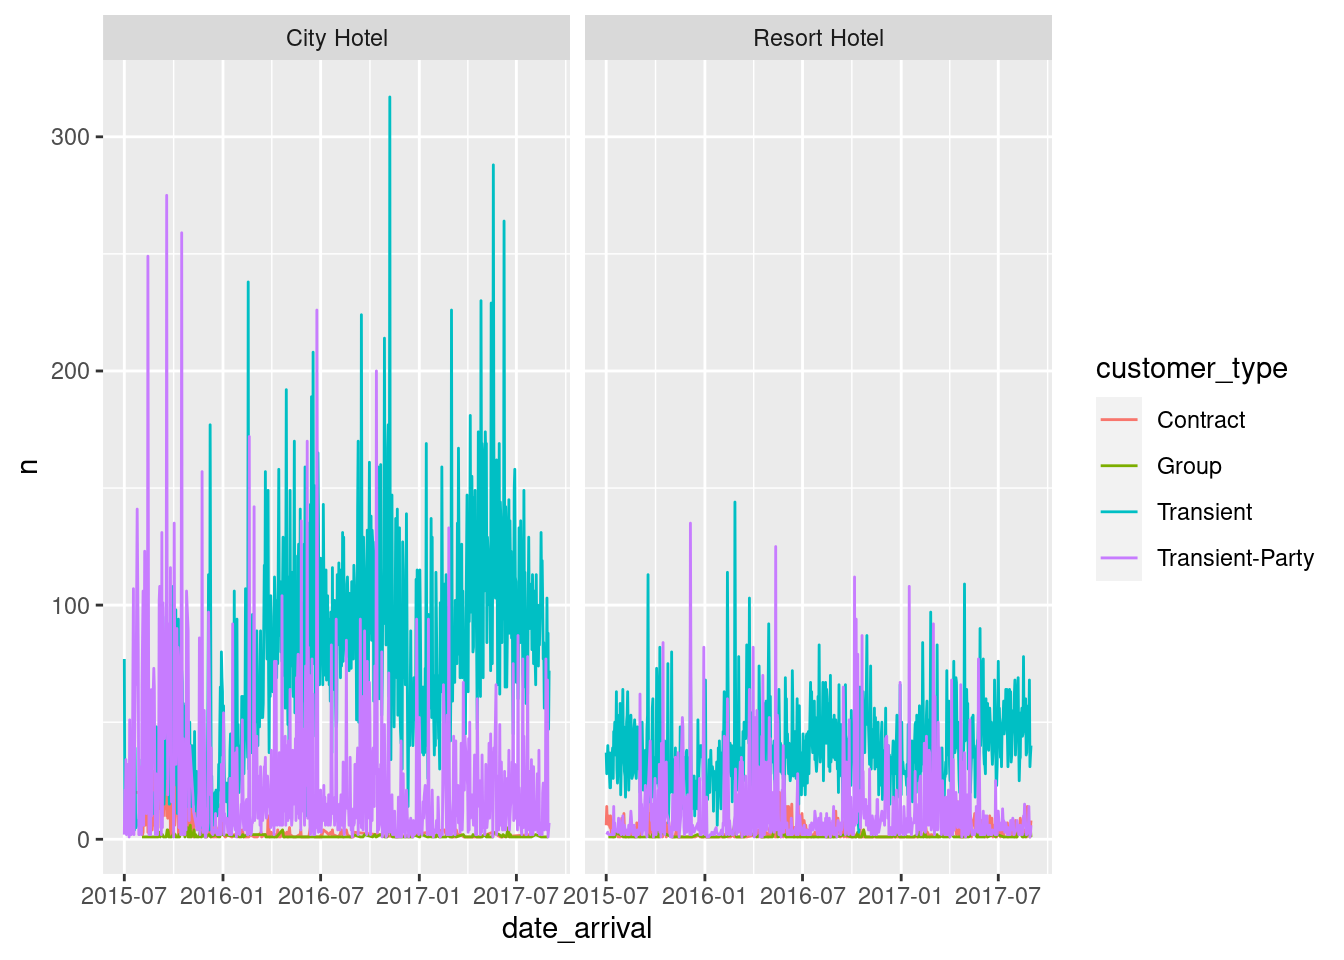 City Hotel
Resort Hotel
n
300
200
100
0
2015-07 2016-01 2016-07 2017-01 2017-07 2015-07 2016-01 2016-07 2017-01 2017-07
date_arrival
customer_type
Contract
Group
Transient
Transient-Party